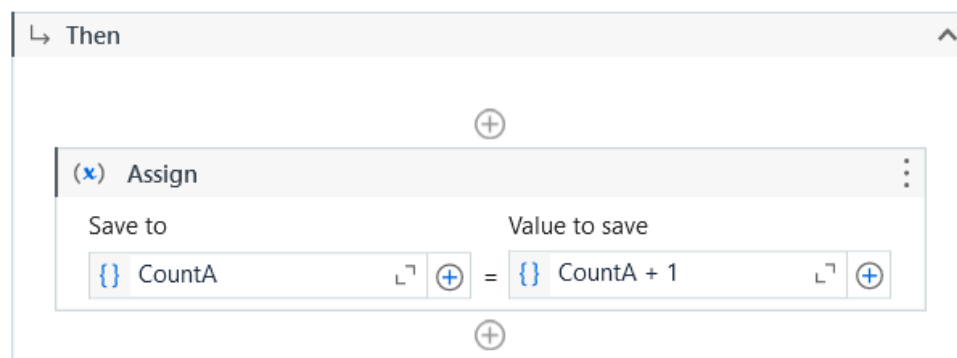 Then
(x) Assign
Save to Value to save
{} CountA = {} CountA + 1